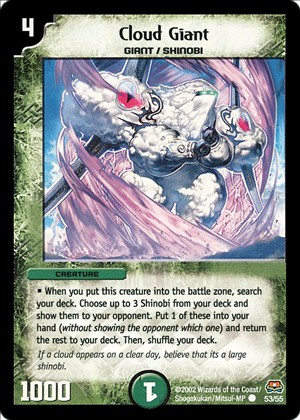 4
Cloud Giant
GIANT / SHINOBI
CREATURE
▪ When you put this creature into the battle zone, search
your deck. Choose up to 3 Shinobi from your deck and
show them to your opponent. Put 1 of these into your
hand (without showing the opponent which one) and return
the rest to your deck. Then, shuffle your deck.
If a cloud appears on a clear day, believe that its a large
shinobi.
1000
1
©2002 Wizards of the Coast/
Shogakukan/Mitsui-MP
53/55